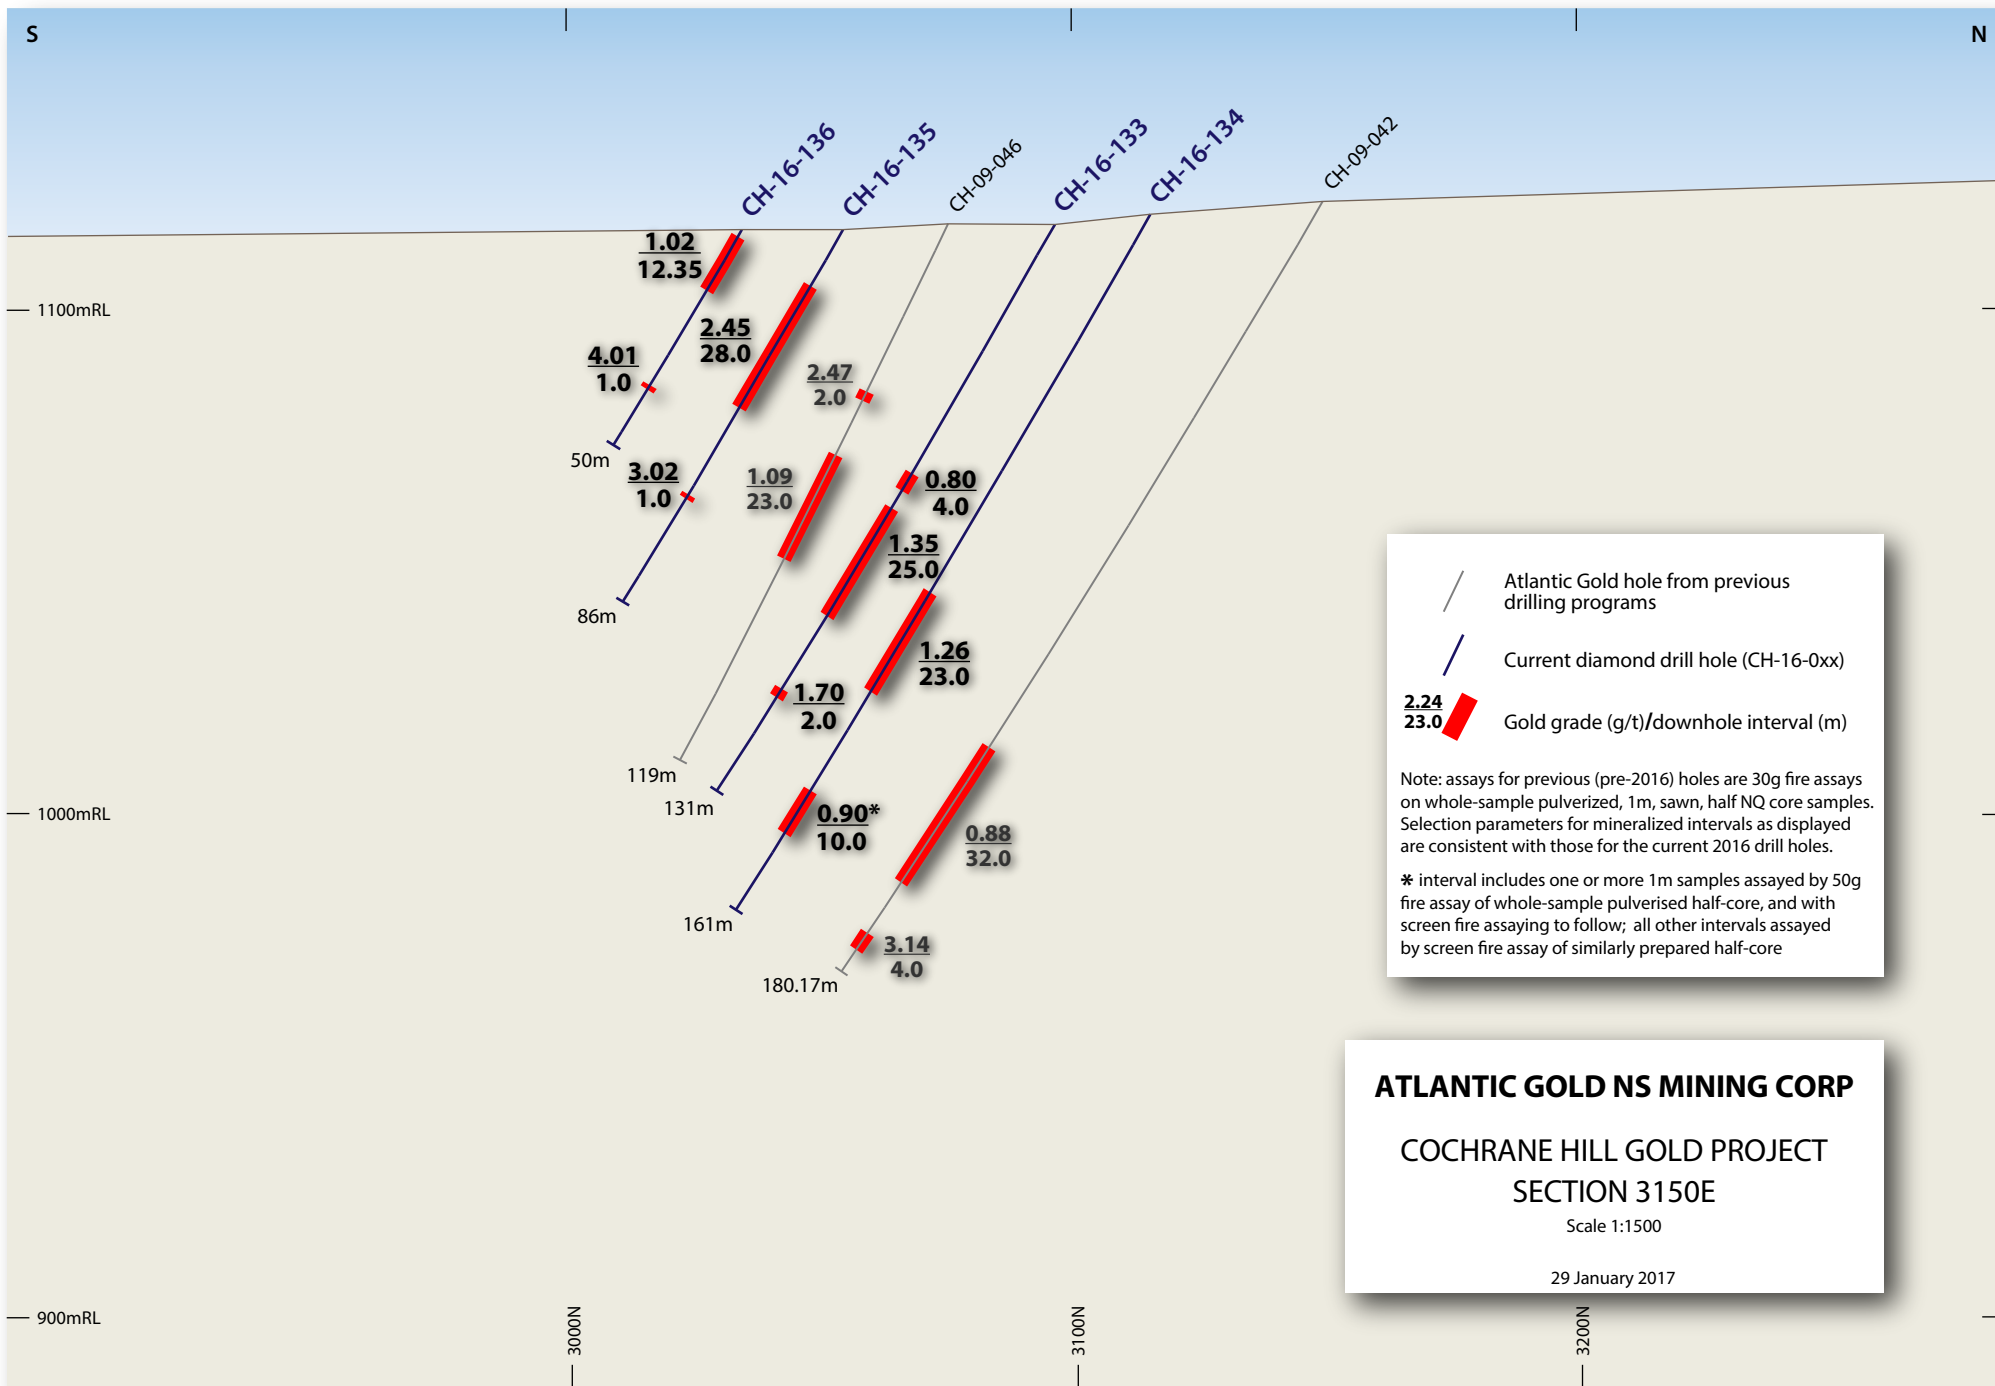 S
N
CH-16-136
CH-16-135
CH-09-046
CH-16-133
CH-16-134
CH-09-042
1.02
12.35
1100mRL
2.45
28.0
4.01
1.0
2.47
2.0
50m
3.02
1.0
1.09
23.0
0.80
4.0
1.35
25.0
86m
1.26
23.0
1.70
2.0
119m
131m
1000mRL
0.90*
10.0
0.88
32.0
161m
3.14
4.0
180.17m
Atlantic Gold hole from previous
drilling programs
Current diamond drill hole (CH-16-0xx)
2.24
23.0
Gold grade (g/t)/downhole interval (m)
Note: assays for previous (pre-2016) holes are 30g fire assays
on whole-sample pulverized, 1m, sawn, half NQ core samples.
Selection parameters for mineralized intervals as displayed
are consistent with those for the current 2016 drill holes.
* interval includes one or more 1m samples assayed by 50g
fire assay of whole-sample pulverised half-core, and with
screen fire assaying to follow; all other intervals assayed
by screen fire assay of similarly prepared half-core
ATLANTIC GOLD NS MINING CORP
COCHRANE HILL GOLD PROJECT
SECTION 3150E
Scale 1:1500
29 January 2017
900mRL
3000N
3100N
3200N